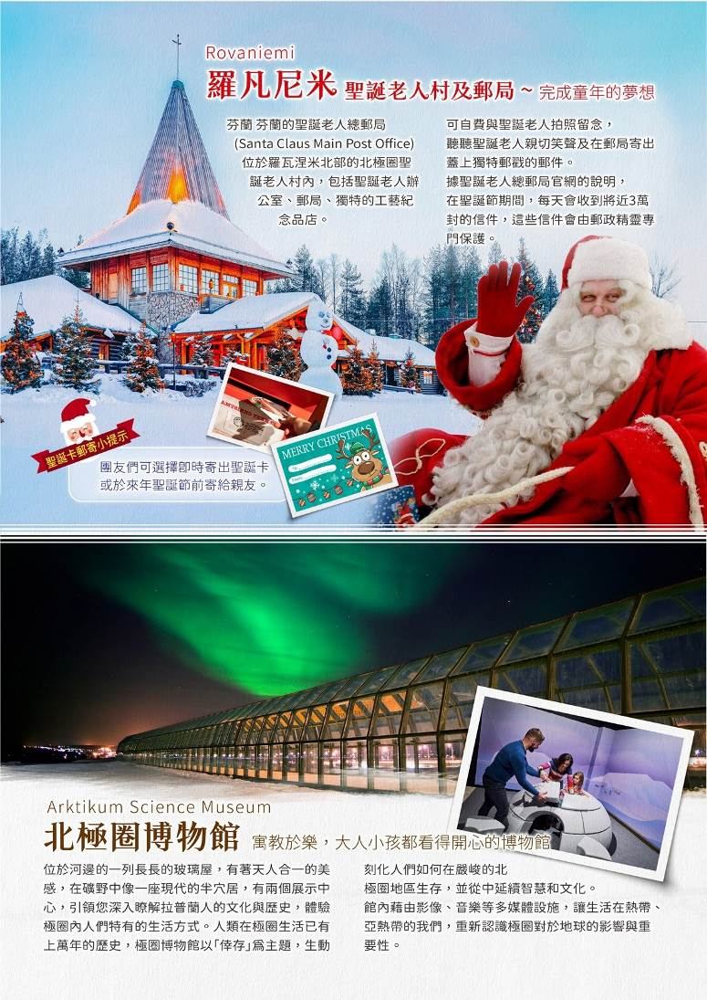 Rovaniemi
羅凡尼米 聖誕老人村及郵局 ~ 完成童年的夢想
芬蘭 芬蘭的聖誕老人總郵局
(Santa Claus Main Post Office)
位於羅瓦涅米北部的北極圈聖
誕老人村內，包括聖誕老人辦
公室、郵局、獨特的工藝紀
念品店。
可自費與聖誕老人拍照留念，
聽聽聖誕老人親切笑聲及在郵局寄出
蓋上獨特郵戳的郵件。
據聖誕老人總郵局官網的說明，
在聖誕節期間，每天會收到將近3萬
封的信件，這些信件會由郵政精靈專
門保護。
聖誕卡郵寄小提示
團友們可選擇即時寄出聖誕卡
或於來年聖誕節前寄給親友。
MERRY CHRISTMAS
Arktikum Science Museum
北極圈博物館 寓教於樂，大人小孩都看得開心的博物館
位於河邊的一列長長的玻璃屋，有著天人合一的美
感，在礦野中像一座現代的半穴居，有兩個展示中
心，引領您深入瞭解拉普蘭人的文化與歷史，體驗
極圈內人們特有的生活方式。人類在極圈生活已有
上萬年的歷史，極圈博物館以「倖存」爲主題，生動
刻化人們如何在嚴峻的北
極圈地區生存，並從中延續智慧和文化。
館內藉由影像、音樂等多媒體設施，讓生活在熱帶、
亞熱帶的我們，重新認識極圈對於地球的影響與重
要性。